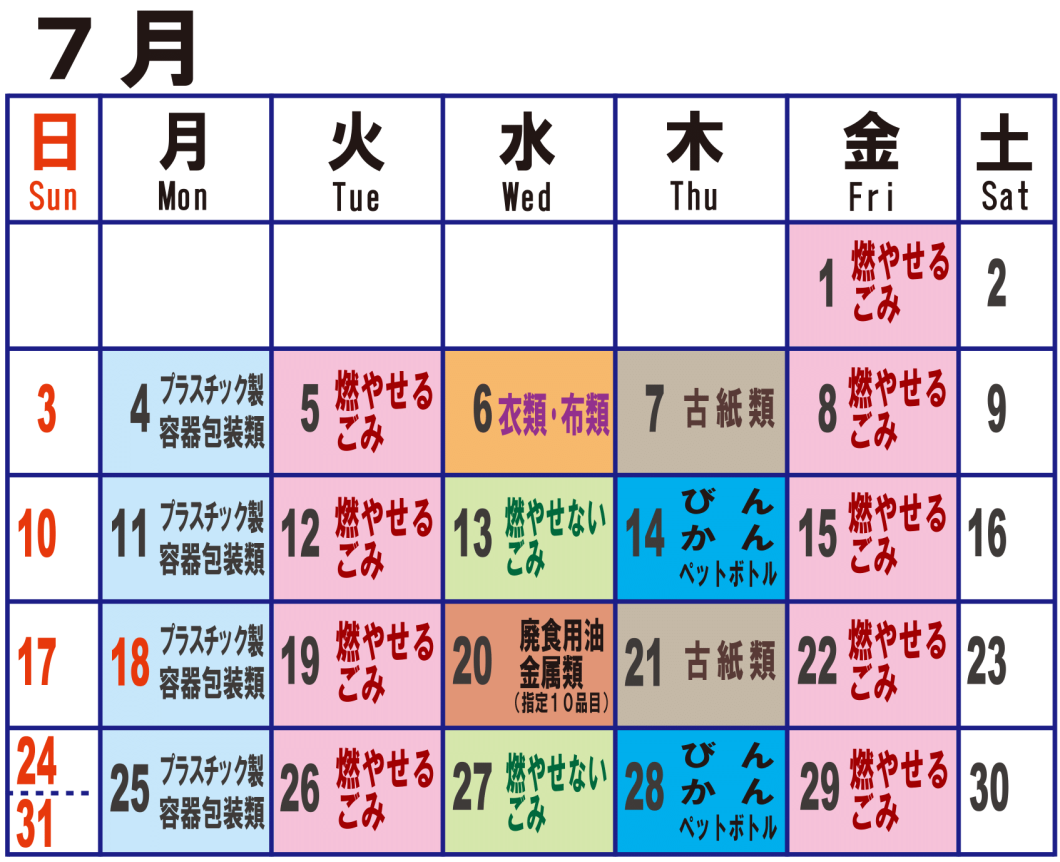 7月
日 月 火 水 木 金 土
Sun Mon Tue Wed Thu Fri Sat
1 燃やせる
ごみ
2
3
4 プラスチック製
容器包装類
5 燃やせる
ごみ
6 衣類・布類
7 古紙類
8 燃やせる
ごみ
9
10
11 プラスチック製
容器包装類
12 燃やせる
ごみ
13 燃やせない
ごみ
14 びん
かん
ペットボトル
15 燃やせる
ごみ
16
17
18 プラスチック製
容器包装類
19 燃やせる
ごみ
20 廃食用油
金属類
(指定10品目)
21 古紙類
22 燃やせる
ごみ
23
24
31
25 プラスチック製
容器包装類
26 燃やせる
ごみ
27 燃やせない
ごみ
28 びん
かん
ペットボトル
29 燃やせる
ごみ
30